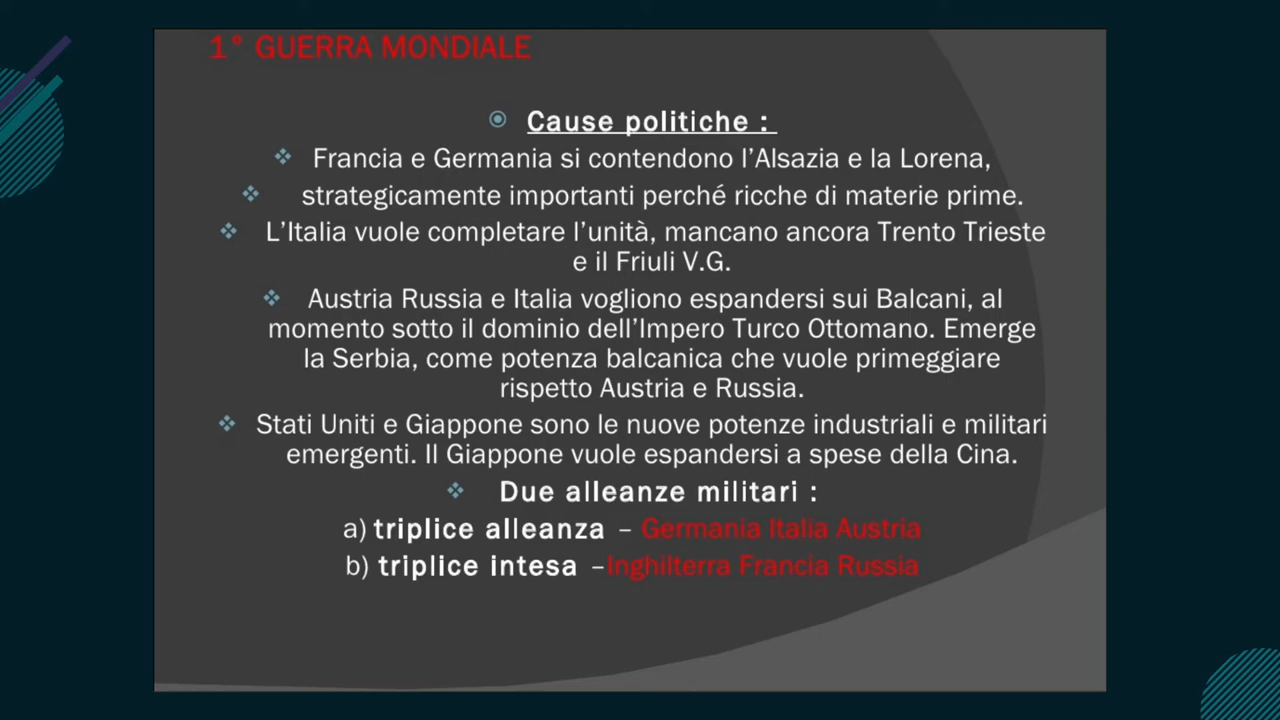 1° GUERRA MONDIALE
Cause politiche :
Francia e Germania si contendono l'Alsazia e la Lorena,
strategicamente importanti perché ricche di materie prime.
L'Italia vuole completare l'unità, mancano ancora Trento Trieste
e il Friuli V.G.
Austria Russia e Italia vogliono espandersi sui Balcani, al
momento sotto il dominio dell'Impero Turco Ottomano. Emerge
la Serbia, come potenza balcanica che vuole primeggiare
rispetto Austria e Russia.
Stati Uniti e Giappone sono le nuove potenze industriali e militari
emergenti. Il Giappone vuole espandersi a spese della Cina.
Due alleanze militari :
a) triplice alleanza – Germania Italia Austria
b) triplice intesa –Inghilterra Francia Russia